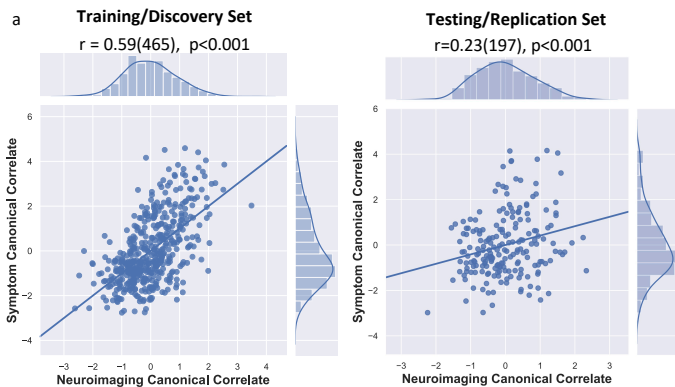 a
Training/Discovery Set
r = 0.59(465), p<0.001
Symptom Canonical Correlate
6
4
2
0
−2
−4
−3 −2 −1 0 1 2 3 4
Neuroimaging Canonical Correlate
Testing/Replication Set
r=0.23(197), p<0.001
Symptom Canonical Correlate
6
4
2
0
−2
−4
−3 −2 −1 0 1 2 3
Neuroimaging Canonical Correlate